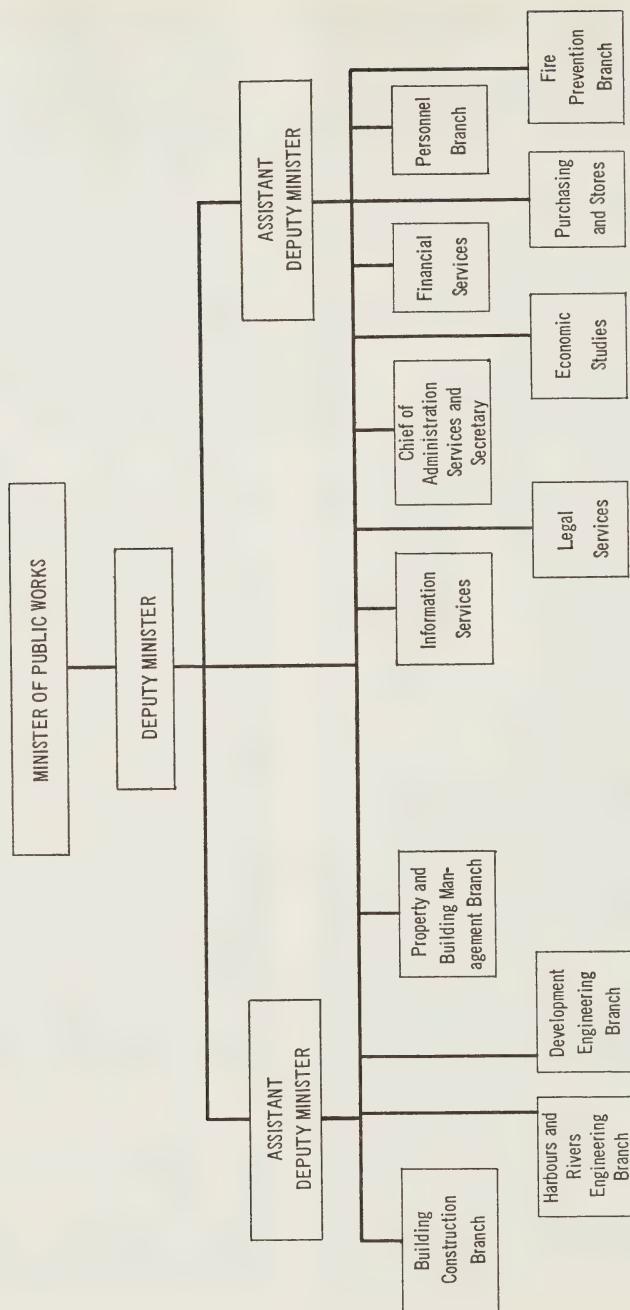 MINISTER OF PUBLIC WORKS
DEPUTY MINISTER
ASSISTANT
DEPUTY MINISTER
ASSISTANT
DEPUTY MINISTER
Building
Construction
Branch
Property and
Building Man-
agement Branch
Information
Services
Chief of
Administration
Services and
Secretary
Financial
Services
Personnel
Branch
Harbours and
Rivers
Engineering
Branch
Development
Engineering
Branch
Legal
Services
Economic
Studies
Purchasing
and Stores
Fire
Prevention
Branch